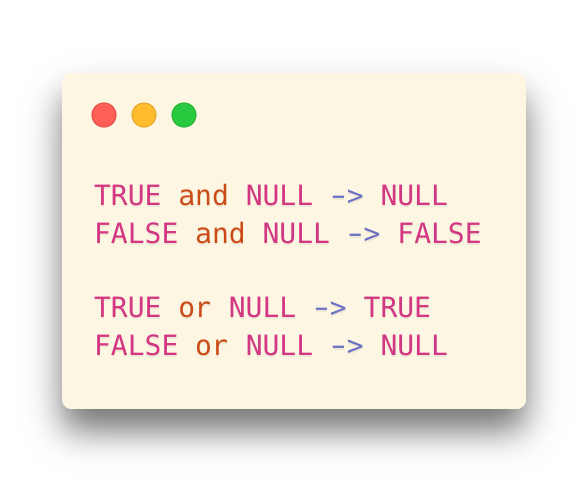 TRUE and NULL -> NULL
FALSE and NULL -> FALSE
TRUE or NULL -> TRUE
FALSE or NULL -> NULL